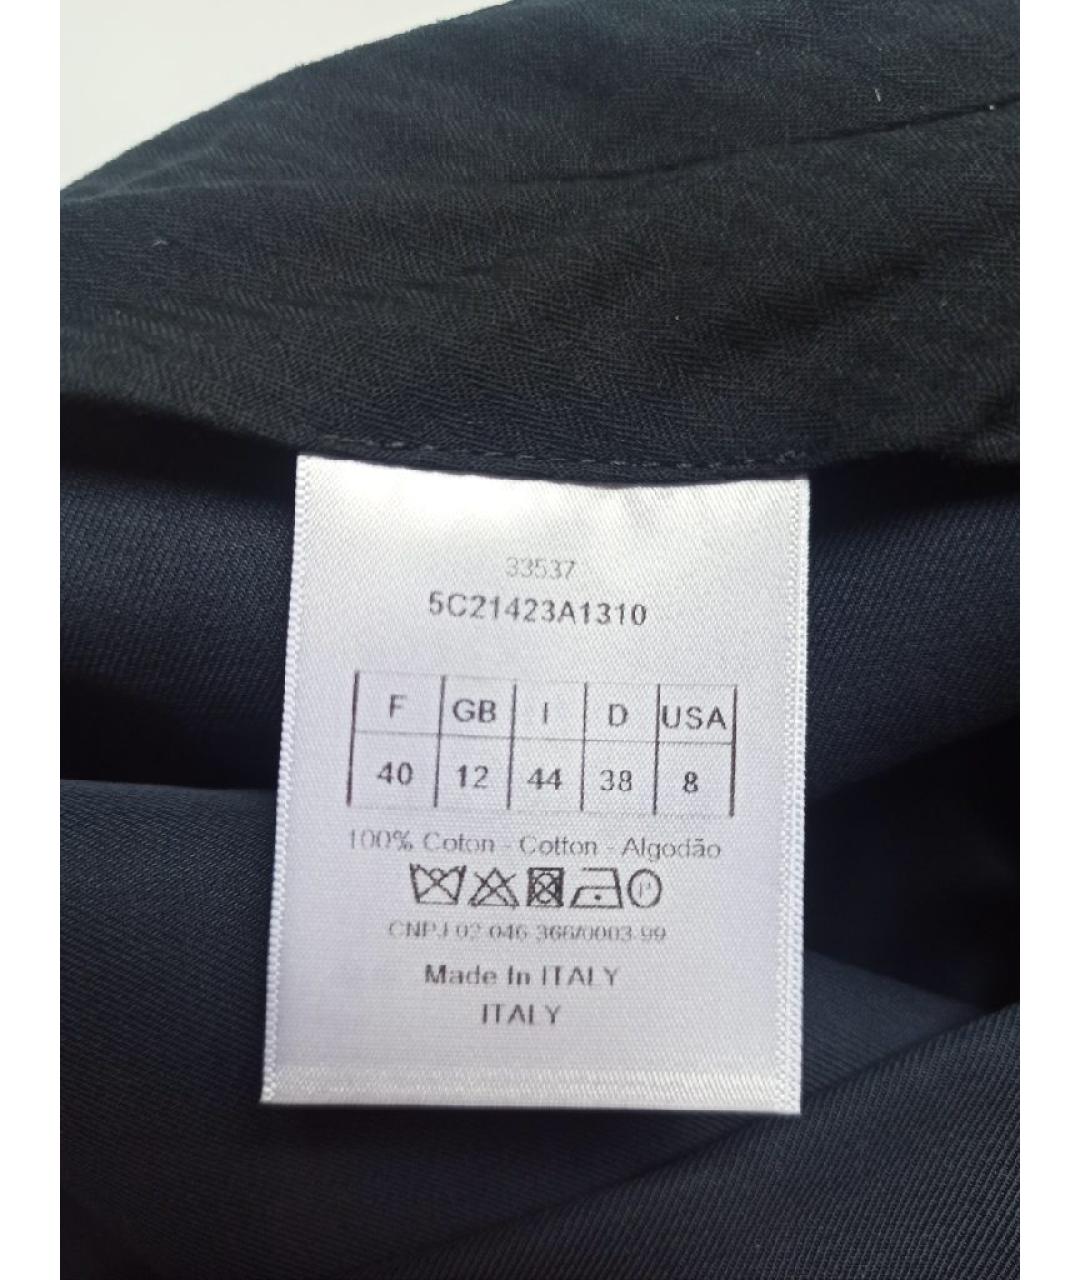 33537
5C21423A1310
F GB I D USA
40 12 44 38 8
100% Coton - Cotton - Algodão
P
CNPJ 02 046 366/0003-99
Made In ITALY
ITALY